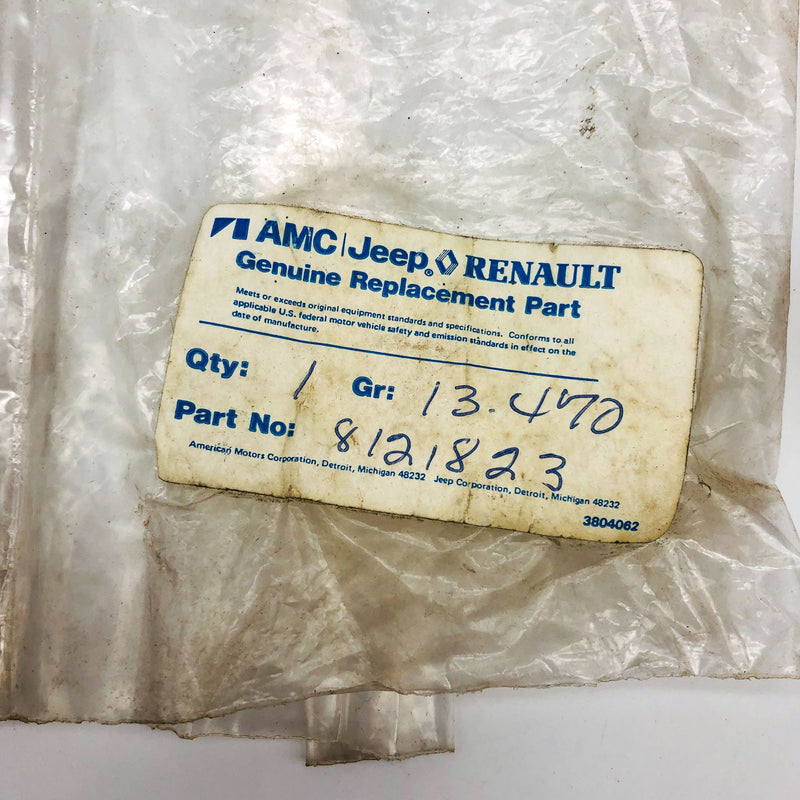 AMC | Jeep® RENAULT
Genuine Replacement Part
Meets or exceeds original equipment standards and specifications. Conforms to all
applicable U.S. federal motor vehicle safety and emission standards in effect on the
date of manufacture.
Qty: 1 Gr: 13.470
Part No: 8121823
American Motors Corporation, Detroit, Michigan 48232 Jeep Corporation, Detroit, Michigan 48232
3804062